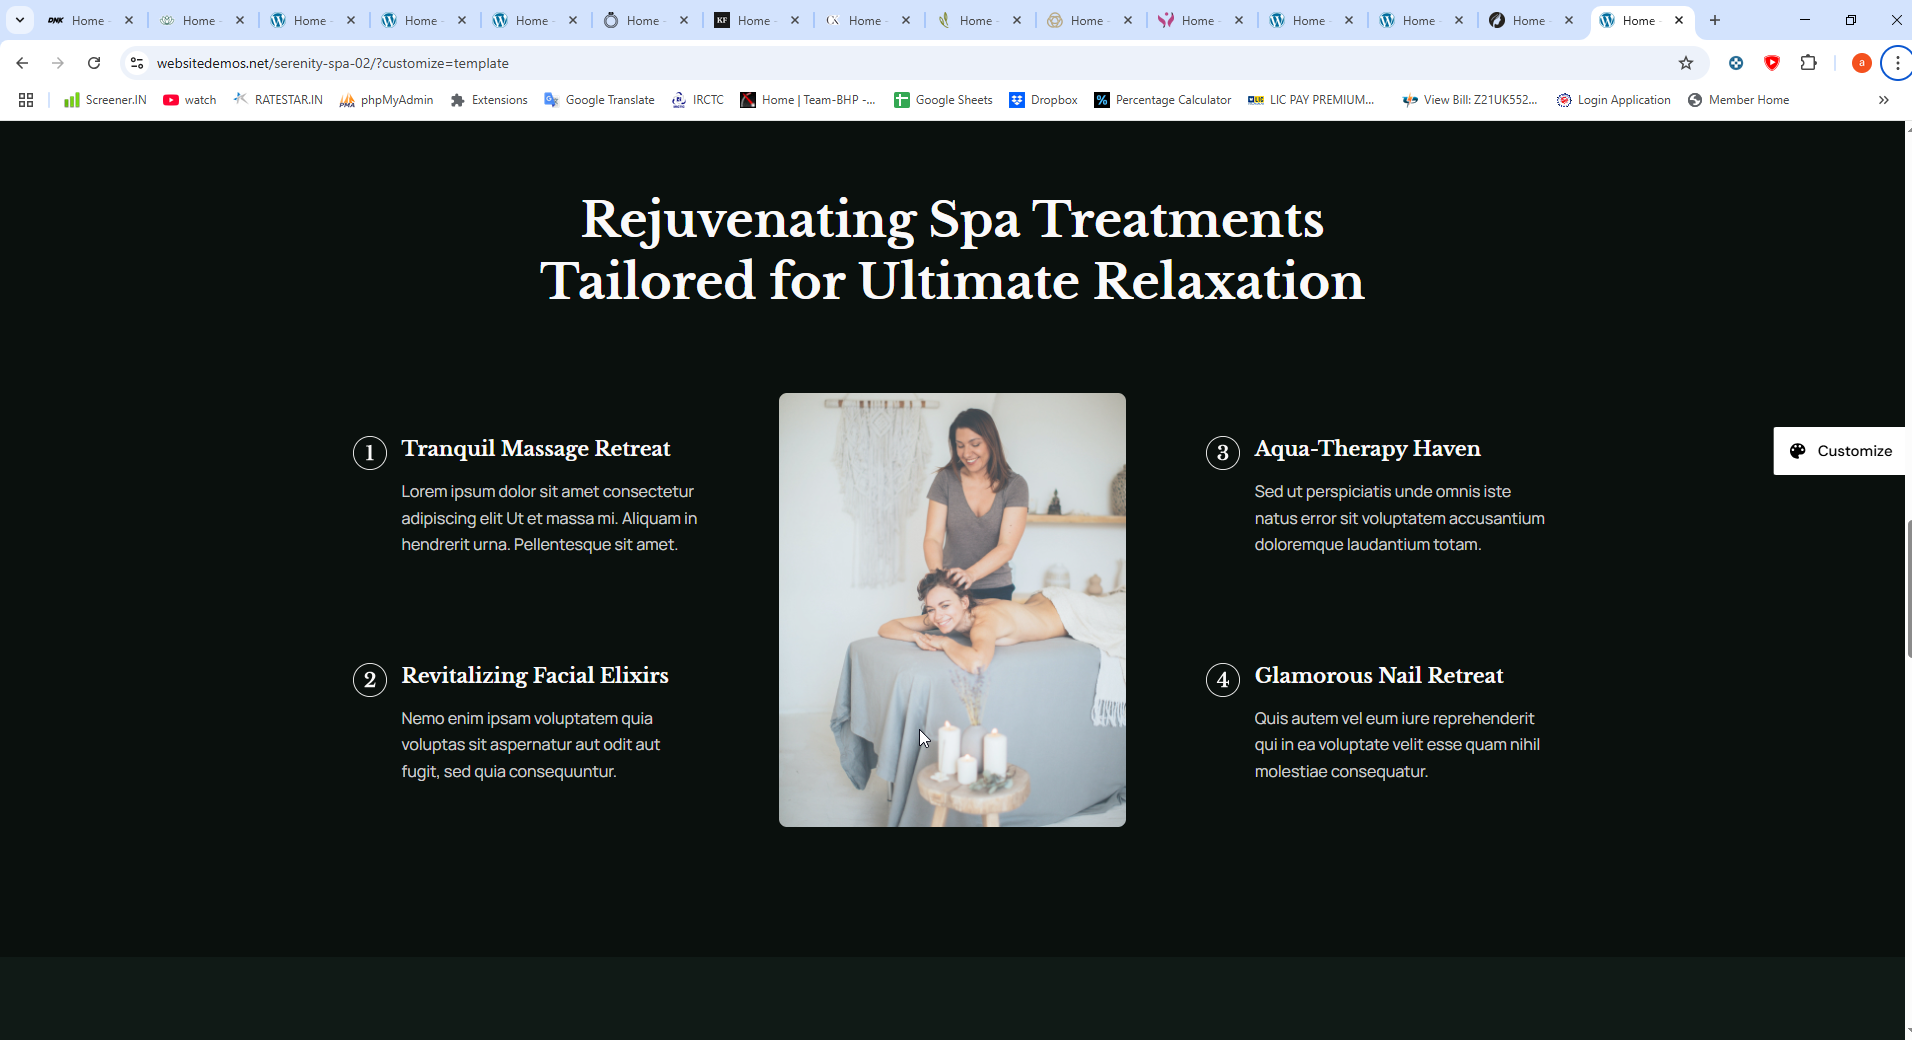 DNK Home
Home
Home
Home
Home
Home
KF Home
Home
Home
Home
Home
Home
Home
Home
Home
websitedemos.net/serenity-spa-02/?customize=template
a
Screener.IN
watch
RATESTAR.IN
phpMyAdmin
Extensions
Google Translate
IRCTC
Home | Team-BHP -...
Google Sheets
Dropbox
Percentage Calculator
LIC PAY PREMIUM...
View Bill: Z21UK552...
Login Application
Member Home
Rejuvenating Spa Treatments
Tailored for Ultimate Relaxation
1 Tranquil Massage Retreat
Lorem ipsum dolor sit amet consectetur
adipiscing elit Ut et massa mi. Aliquam in
hendrerit urna. Pellentesque sit amet.
2 Revitalizing Facial Elixirs
Nemo enim ipsam voluptatem quia
voluptas sit aspernatur aut odit aut
fugit, sed quia consequuntur.
3 Aqua-Therapy Haven
Sed ut perspiciatis unde omnis iste
natus error sit voluptatem accusantium
doloremque laudantium totam.
4 Glamorous Nail Retreat
Quis autem vel eum iure reprehenderit
qui in ea voluptate velit esse quam nihil
molestiae consequatur.
Customize